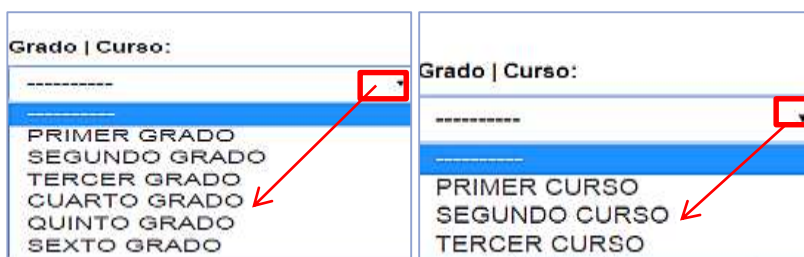 Grado | Curso:
----------
----------
PRIMER GRADO
SEGUNDO GRADO
TERCER GRADO
CUARTO GRADO
QUINTO GRADO
SEXTO GRADO
Grado | Curso:
----------
----------
PRIMER CURSO
SEGUNDO CURSO
TERCER CURSO